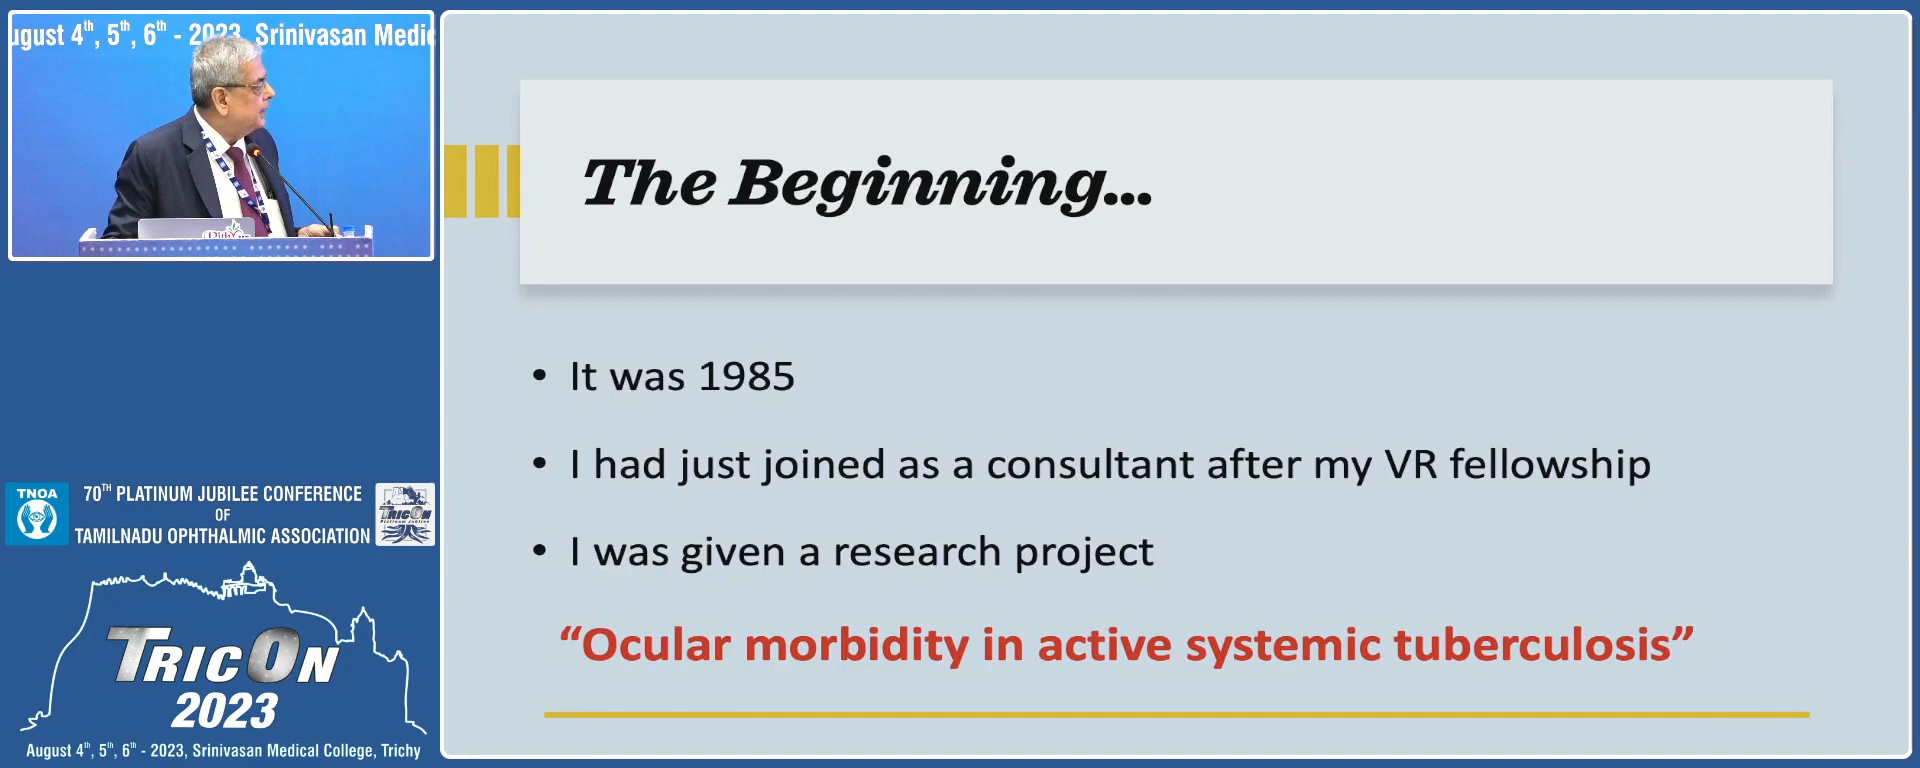 ugust 4th, 5th, 6th - 2023, Srinivasan Medic
The Beginning...
• It was 1985
• I had just joined as a consultant after my VR fellowship
• I was given a research project
“Ocular morbidity in active systemic tuberculosis”
TNOA
70TH PLATINUM JUBILEE CONFERENCE
OF
TAMILNADU OPHTHALMIC ASSOCIATION
TRICON
Platinum Jubilee
TRICON
2023
August 4th, 5th, 6th - 2023, Srinivasan Medical College, Trichy